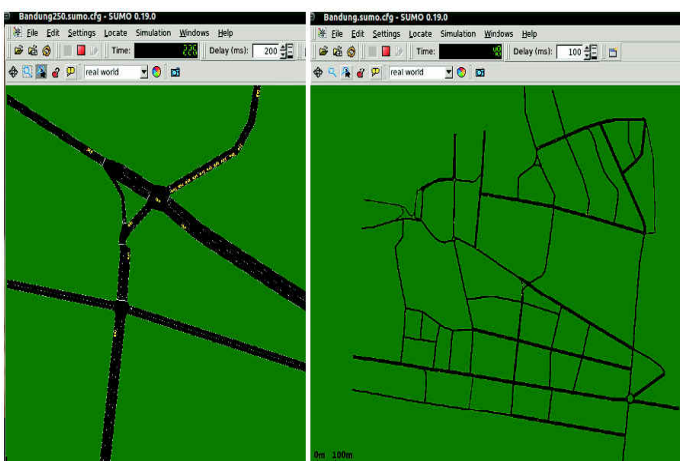 Bandung250.sumo.cfg - SUMO 0.19.0
File Edit Settings Locate Simulation Windows Help
Time: Delay (ms): 200
real world
Bandung.sumo.cfg - SUMO 0.19.0
File Edit Settings Locate Simulation Windows Help
Time: Delay (ms): 100
real world
0m 100m